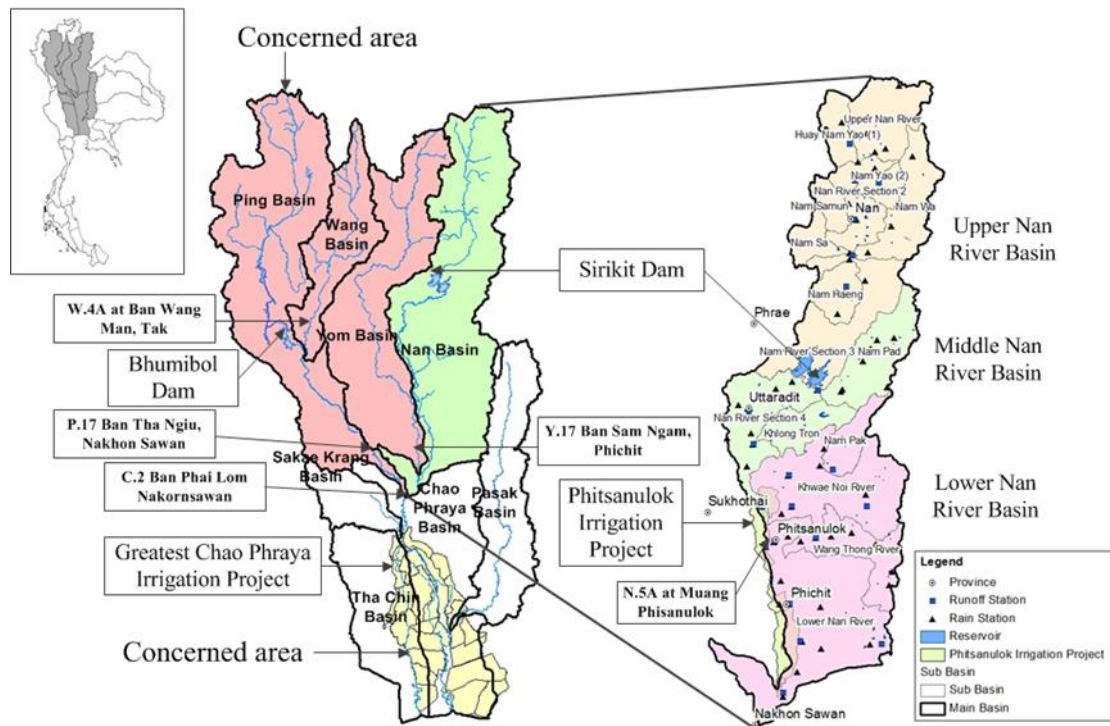 Concerned area
Ping Basin
Wang
Basin
W.4A at Ban Wang
Man, Tak
Yom Basin
Bhumibol
Dam
Nan Basin
P.17 Ban Tha Ngiu,
Nakhon Sawan
Sakae Krang
Basin
C.2 Ban Phai Lom
Nakornsawan
Chao
Phraya
Basin
Pasak
Basin
Y.17 Ban Sam Ngam,
Phichit
Greatest Chao Phraya
Irrigation Project
Tha Chin
Basin
Concerned area
Sirikit Dam
Phitsanulok
Irrigation
Project
N.5A at Muang
Phisanulok
Upper Nan River
Huay Nam Yao (1)
Nam Yao (2)
Nan River Section 2
Nam Samun
Nan
Nam Wa
Nam Sa
Nam Haeng
Phrae
Nam River Section 3
Nam Pad
Uttaradit
Nan River Section 4
Khlong Tron
Nam Pak
Khwae Noi River
Sukhothai
Phitsanulok
Wang Thong River
Phichit
Lower Nan River
Nakhon Sawan
Upper Nan
River Basin
Middle Nan
River Basin
Lower Nan
River Basin
Legend
Province
Runoff Station
Rain Station
Reservoir
Phitsanulok Irrigation Project
Sub Basin
Sub Basin
Main Basin